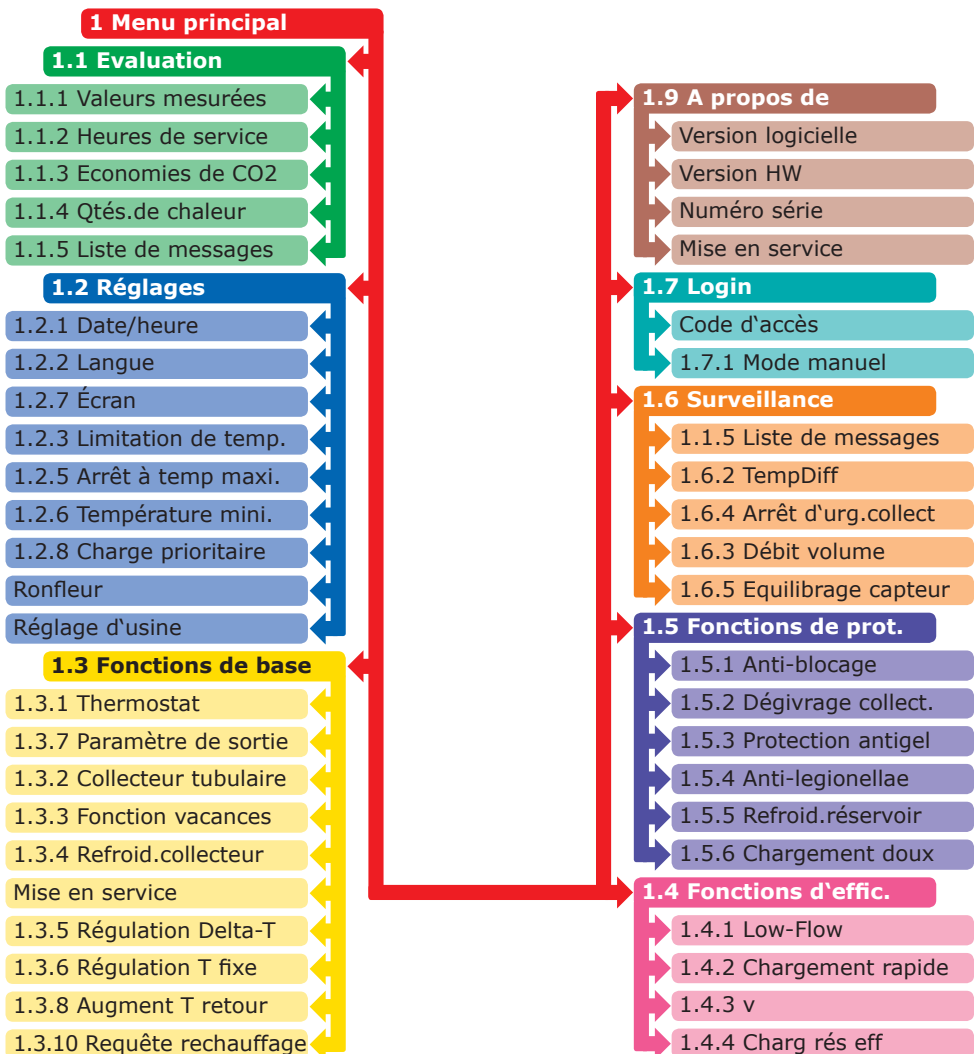 1 Menu principal
1.1 Evaluation
1.1.1 Valeurs mesurées
1.1.2 Heures de service
1.1.3 Economies de CO2
1.1.4 Qtés.de chaleur
1.1.5 Liste de messages
1.2 Réglages
1.2.1 Date/heure
1.2.2 Langue
1.2.7 Écran
1.2.3 Limitation de temp.
1.2.5 Arrêt à temp maxi.
1.2.6 Température mini.
1.2.8 Charge prioritaire
Ronfleur
Réglage d‘usine
1.3 Fonctions de base
1.3.1 Thermostat
1.3.7 Paramètre de sortie
1.3.2 Collecteur tubulaire
1.3.3 Fonction vacances
1.3.4 Refroid.collecteur
Mise en service
1.3.5 Régulation Delta-T
1.3.6 Régulation T fixe
1.3.8 Augment T retour
1.3.10 Requête rechauffage
1.9 A propos de
Version logicielle
Version HW
Numéro série
Mise en service
1.7 Login
Code d‘accès
1.7.1 Mode manuel
1.6 Surveillance
1.1.5 Liste de messages
1.6.2 TempDiff
1.6.4 Arrêt d‘urg.collect
1.6.3 Débit volume
1.6.5 Equilibrage capteur
1.5 Fonctions de prot.
1.5.1 Anti-blocage
1.5.2 Dégivrage collect.
1.5.3 Protection antigel
1.5.4 Anti-legionellae
1.5.5 Refroid.réservoir
1.5.6 Chargement doux
1.4 Fonctions d‘effic.
1.4.1 Low-Flow
1.4.2 Chargement rapide
1.4.3 v
1.4.4 Charg rés eff